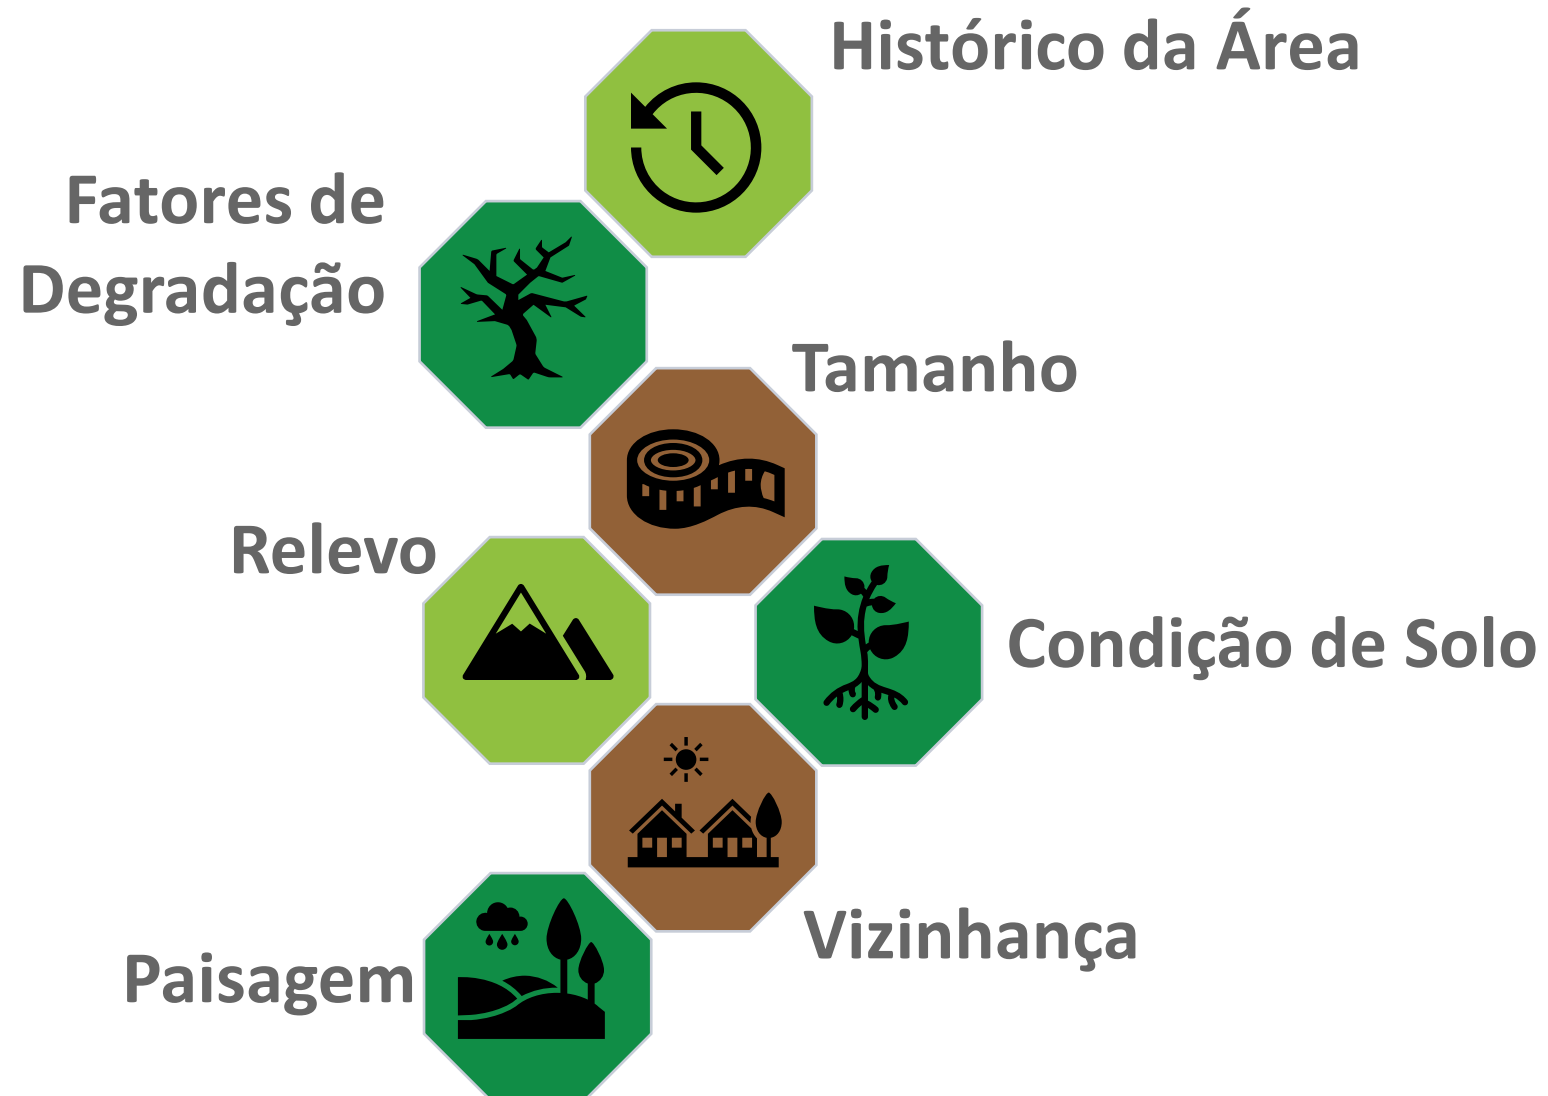 Histórico da Área
Fatores de
Degradação
Tamanho
Relevo
Condição de Solo
Vizinhança
Paisagem